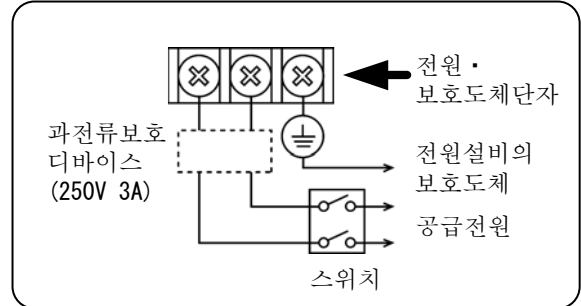 전원・
보호도체단자
과전류보호
디바이스
(250V 3A)
전원설비의
보호도체
공급전원
스위치